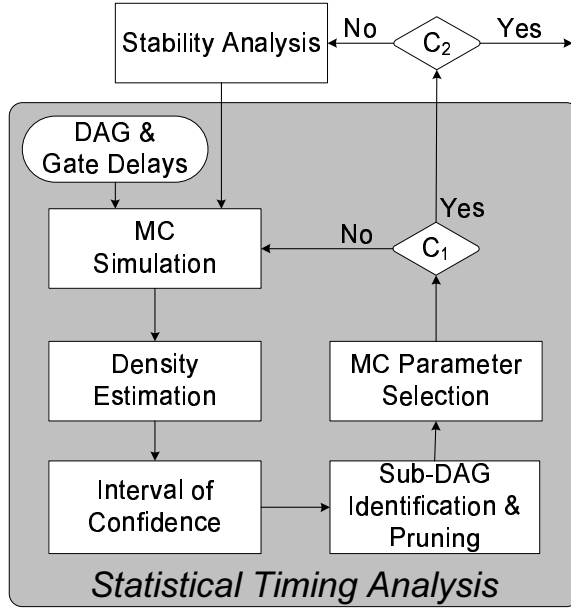 Stability Analysis
No
C2
Yes
DAG &
Gate Delays
MC
Simulation
No
C1
Yes
Density
Estimation
MC Parameter
Selection
Interval of
Confidence
Sub-DAG
Identification &
Pruning
Statistical Timing Analysis